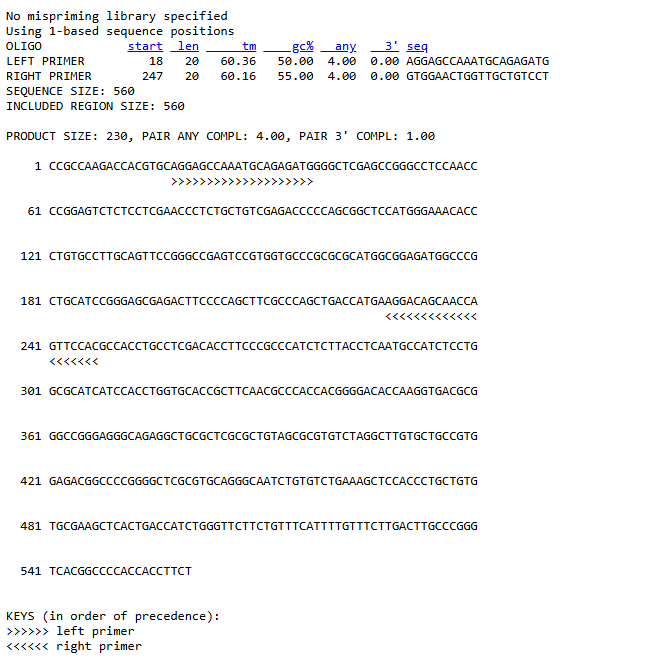 No mispriming library specified
Using 1-based sequence positions
OLIGO            start  len      tm     gc%   any    3' seq
LEFT PRIMER         18   20   60.36   50.00  4.00  0.00 AGGAGCCAAATGCAGAGATG
RIGHT PRIMER       247   20   60.16   55.00  4.00  0.00 GTGGAACTGGTTGCTGTCCT
SEQUENCE SIZE: 560
INCLUDED REGION SIZE: 560
PRODUCT SIZE: 230, PAIR ANY COMPL: 4.00, PAIR 3' COMPL: 1.00
1 CCGCCAAGACCACGTGCAGGAGCCAAATGCAGAGATGGGGCTCGAGCCGGGCCTCCAACC
>>>>>>>>>>>>>>>>>>>>
61 CCGGAGTCTCTCCTCGAACCCTCTGCTGTCGAGACCCCCAGCGGCTCCATGGGAAACACC
121 CTGTGCCTTGCAGTTCCGGGCCGAGTCCGTGGTGCCCGCGCGCATGGCGGAGATGGCCCG
181 CTGCATCCGGGAGCGAGACTTCCCCAGCTTCGCCCAGCTGACCATGAAGGACAGCAACCA
<<<<<<<<<<<<<
241 GTTCCACGCCACCTGCCTCGACACCTTCCCGCCCATCTCTTACCTCAATGCCATCTCCTG
<<<<<<<
301 GCGCATCATCCACCTGGTGCACCGCTTCAACGCCCACCACGGGGACACCAAGGTGACGCG
361 GGCCGGGAGGGCAGAGGCTGCGCTCGCGCTGTAGCGCGTGTCTAGGCTTGTGCTGCCGTG
421 GAGACGGCCCCGGGGCTCGCGTGCAGGGCAATCTGTGTCTGAAAGCTCCACCCTGCTGTG
481 TGCGAAGCTCACTGACCATCTGGGTTCTTCTGTTTCATTTTGTTTCTTGACTTGCCCGGG
541 TCACGGCCCCACCACCTTCT
KEYS (in order of precedence):
>>>>>> left primer
<<<<<< right primer